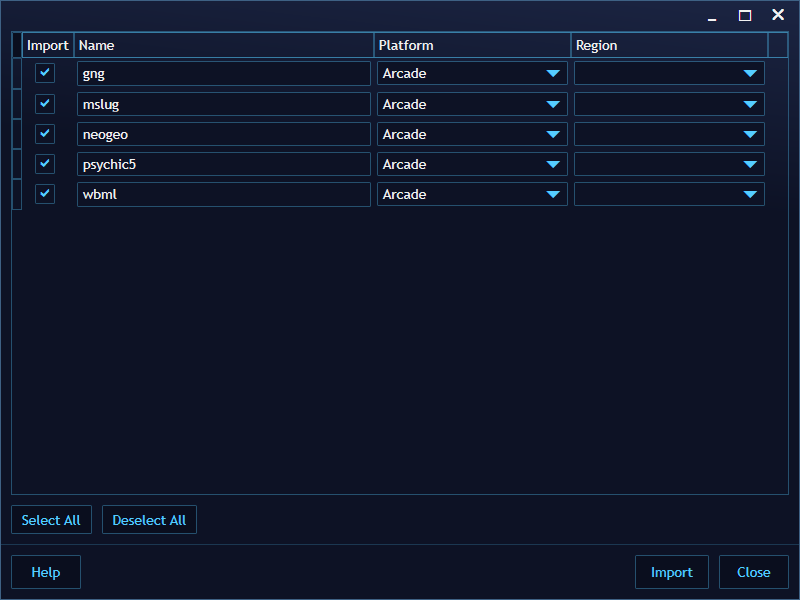 Import Name Platform Region
gng Arcade
mslug Arcade
neogeo Arcade
psychic5 Arcade
wbml Arcade
Select All Deselect All
Help Import Close